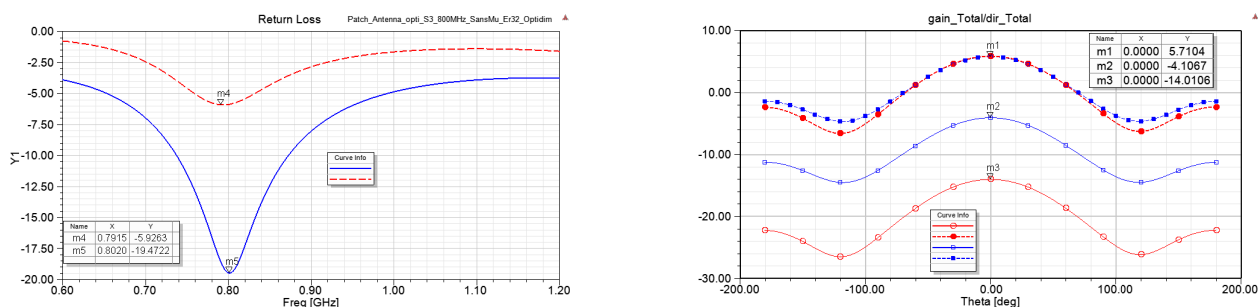 Return Loss
Patch_Antenna_opti_S3_800MHz_SansMu_Er32_Optidim
0.00
-2.50
-5.00
-7.50
-10.00
-12.50
-15.00
-17.50
-20.00
Y1
m4
m5
Curve Info
Name X Y
m4 0.7915 -5.9263
m5 0.8020 -19.4722
0.60 0.70 0.80 0.90 1.00 1.10 1.20
Freq [GHz]
gain_Total/dir_Total
10.00
0.00
-10.00
-20.00
-30.00
m1
m2
m3
Name X Y
m1 0.0000 5.7104
m2 0.0000 -4.1067
m3 0.0000 -14.0106
Curve Info
-200.00 -100.00 0.00 100.00 200.00
Theta [deg]